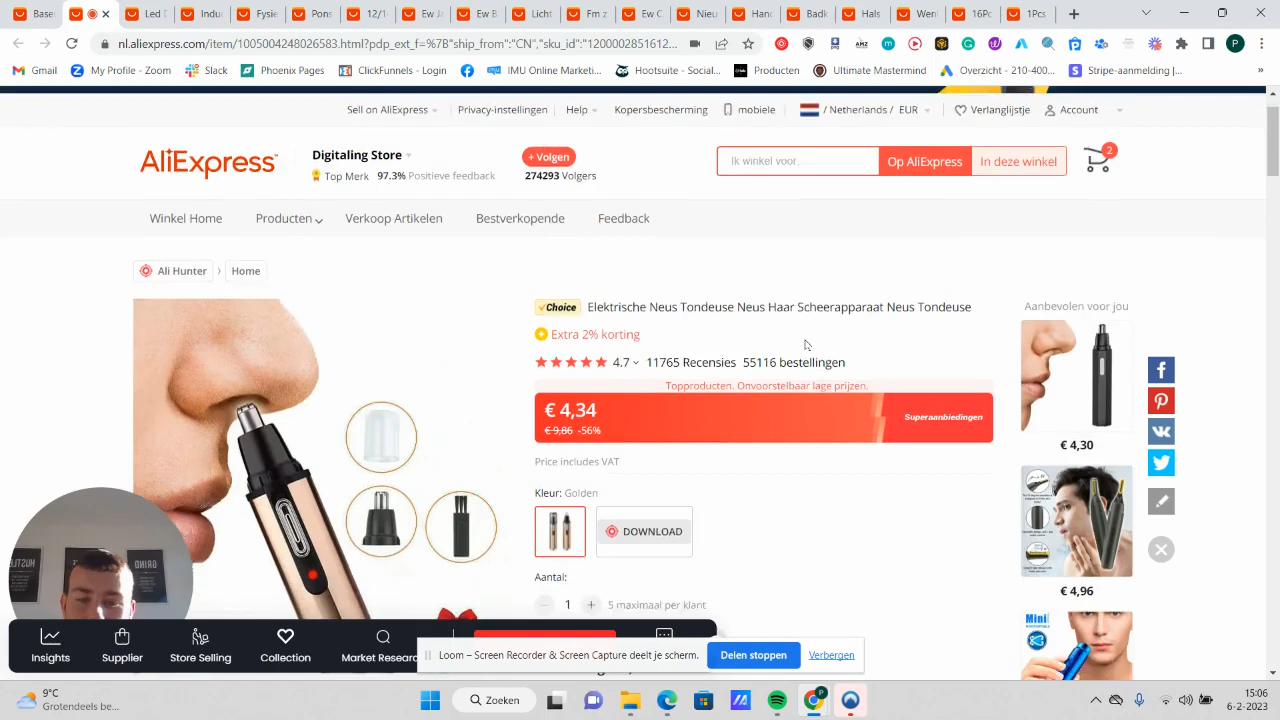 Base
Ali E
Indu
Fysie
Pons
12/1
Ew J
Ew B
Licht
Fm z
Ew C
Nieu
Hand
Badk
Hals
Wen
16Pc
1Pcs
nl.aliexpress.com/item/1005004248026583.html?pdp_ext_f=%7B"ship_from":"CN","sku_id":"1200002851612...
Gmail
My Profile - Zoom
Slack
Phoenix Pages
ClickFunnels - Login
IMU Online Marketi...
Hootsuite - Social...
Producten
Ultimate Mastermind
Overzicht - 210-400...
Stripe-aanmelding |...
»
Sell on AliExpress
Privacy-instellingen
Help
Kopersbescherming
mobiele
/ Netherlands / EUR
Verlanglijstje
Account
AliExpress™
Digitaling Store
Top Merk 97.3% Positieve feedback
+ Volgen
274293 Volgers
Ik winkel voor...
Op AliExpress
In deze winkel
2
Winkel Home
Producten
Verkoop Artikelen
Bestverkopende
Feedback
Ali Hunter › Home
Choice Elektrische Neus Tondeuse Neus Haar Scheerapparaat Neus Tondeuse
Extra 2% korting
4.7 11765 Recensies 55116 bestellingen
Topproducten. Onvoorstelbaar lage prijzen.
€ 4,34
€ 9,86 -56%
Superaanbiedingen
Price includes VAT
Kleur: Golden
DOWNLOAD
Aantal:
1
5 maximaal per klant
Aanbevolen voor jou
€ 4,30
€ 4,96
Mini
HUSTLE
GRIND
Insights
Supplier
Store Selling
Collection
Market Researc
Loom – Screen Recorder & Screen Capture deelt je scherm.
Delen stoppen
Verbergen
9°C
Grotendeels be...
Zoeken
15:06
6-2-2023